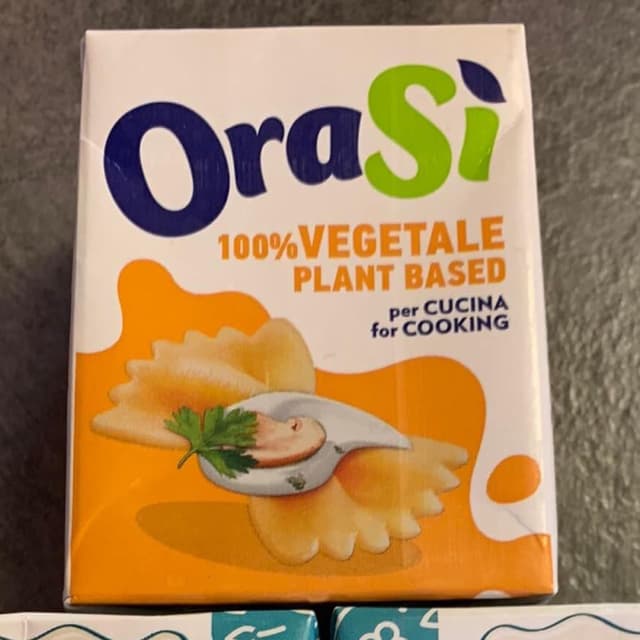 OraSì
100% VEGETALE
PLANT BASED
per CUCINA
for COOKING